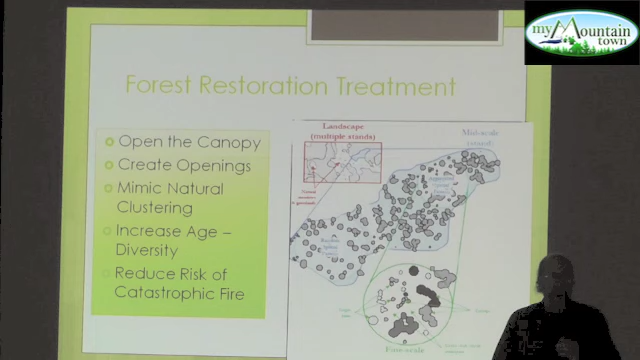 my Mountain
town
Forest Restoration Treatment
Open the Canopy
Create Openings
Mimic Natural
Clustering
Increase Age –
Diversity
Reduce Risk of
Catastrophic Fire
Landscape
(multiple stands)
Mid-scale
(stand)
Fine-scale